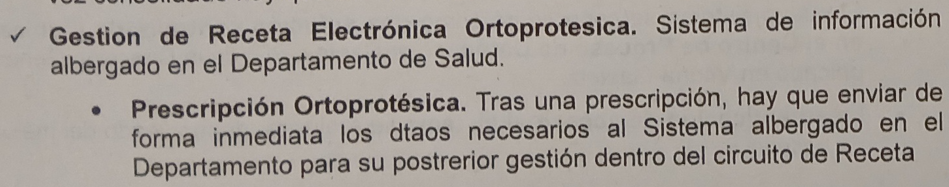 ✓ Gestion de Receta Electrónica Ortoprotesica. Sistema de información
albergado en el Departamento de Salud.
• Prescripción Ortoprotésica. Tras una prescripción, hay que enviar de
forma inmediata los dtaos necesarios al Sistema albergado en el
Departamento para su postrerior gestión dentro del circuito de Receta